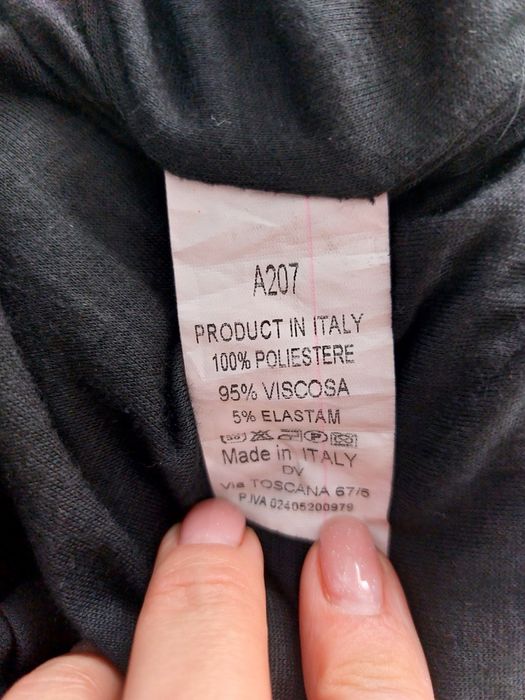 A207
PRODUCT IN ITALY
100% POLIESTERE
95% VISCOSA
5% ELASTAM
Made in ITALY
DV
Via TOSCANA 67/5
P.IVA 02405200979